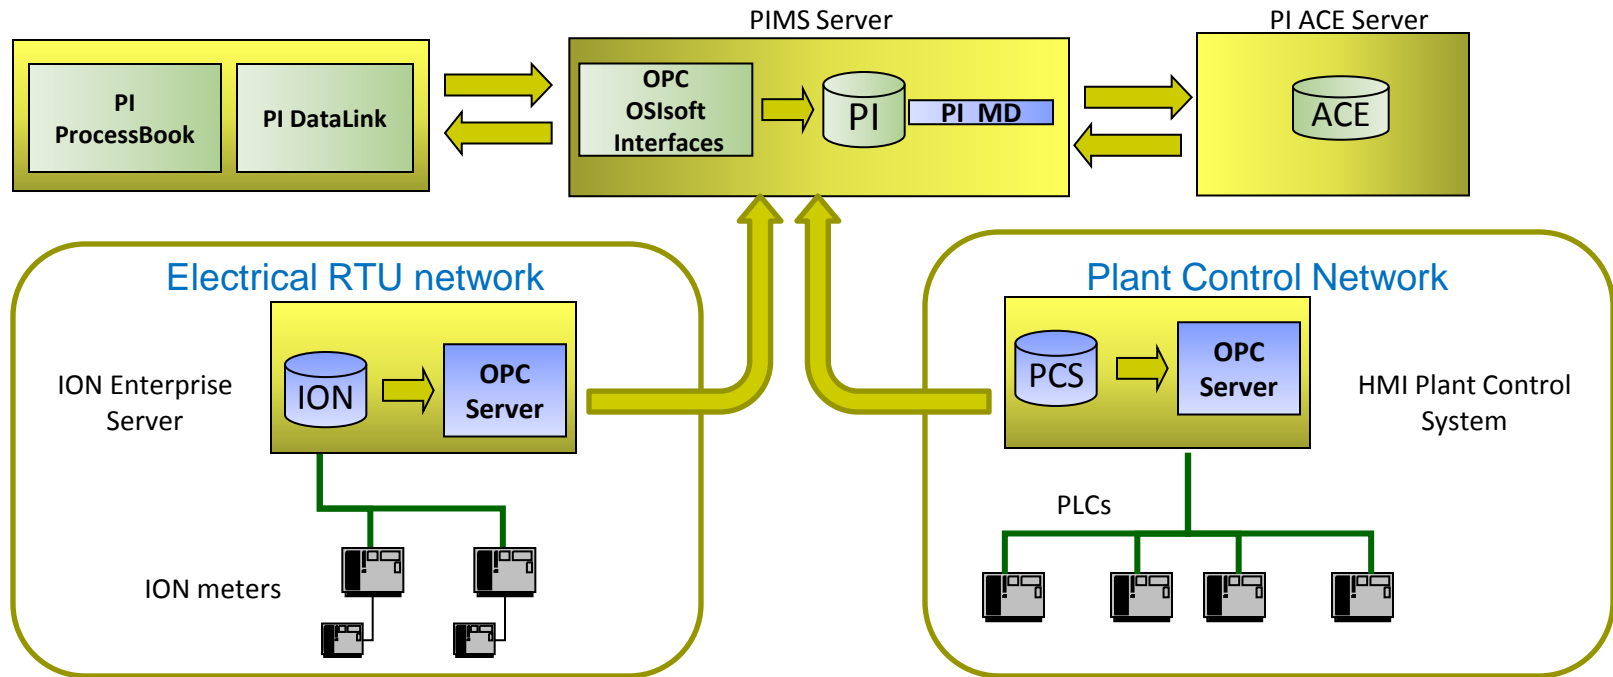 PIMS Server
PI ACE Server
PI
ProcessBook
PI DataLink
OPC
OSIsoft
Interfaces
PI
PI MD
ACE
Electrical RTU network
Plant Control Network
ION Enterprise
Server
ION
OPC
Server
PCS
OPC
Server
HMI Plant Control
System
PLCs
ION meters